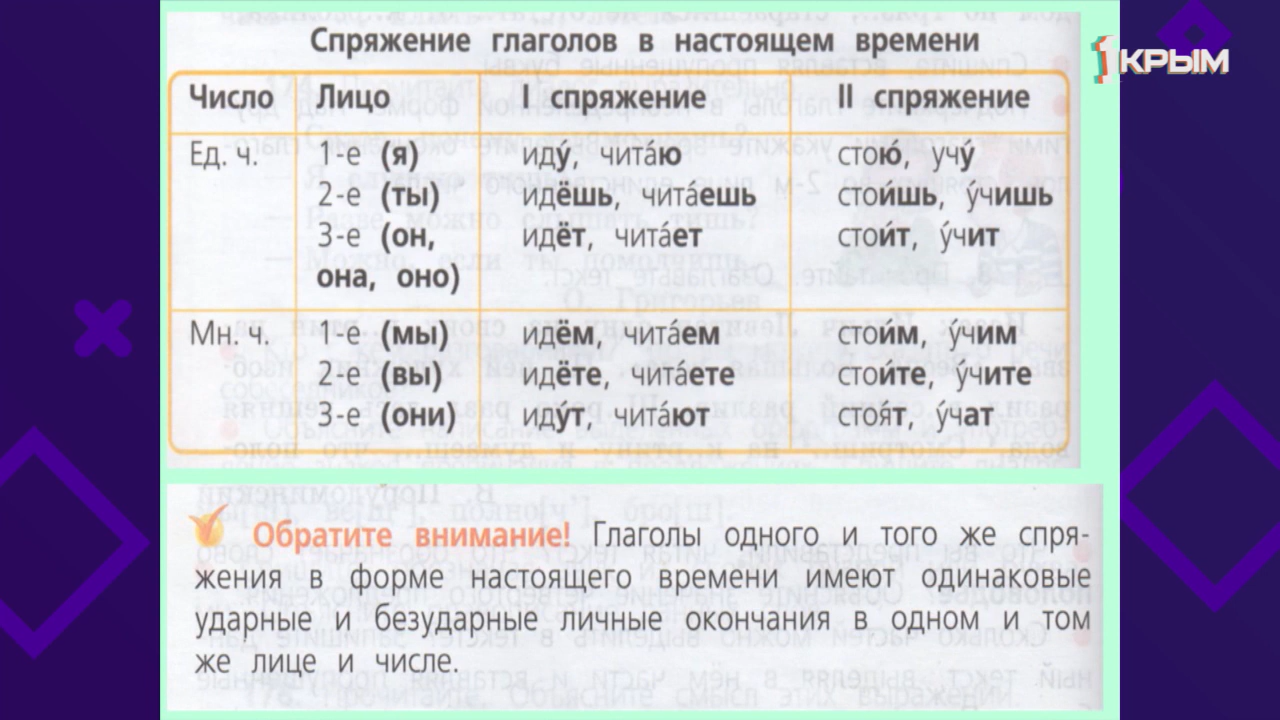 Спряжение глаголов в настоящем времени
1 КРЫМ
Число Лицо I спряжение II спряжение
Ед. ч. 1-е (я) иду́, чита́ю стою́, учу́
2-е (ты) идёшь, чита́ешь стои́шь, у́чишь
3-е (он, идёт, чита́ет стои́т, у́чит
она, оно)
Мн. ч. 1-е (мы) идём, чита́ем стои́м, у́чим
2-е (вы) идёте, чита́ете стои́те, у́чите
3-е (они) иду́т, чита́ют стоя́т, у́чат
Обратите внимание! Глаголы одного и того же спря-
жения в форме настоящего времени имеют одинаковые
ударные и безударные личные окончания в одном и том
же лице и числе.